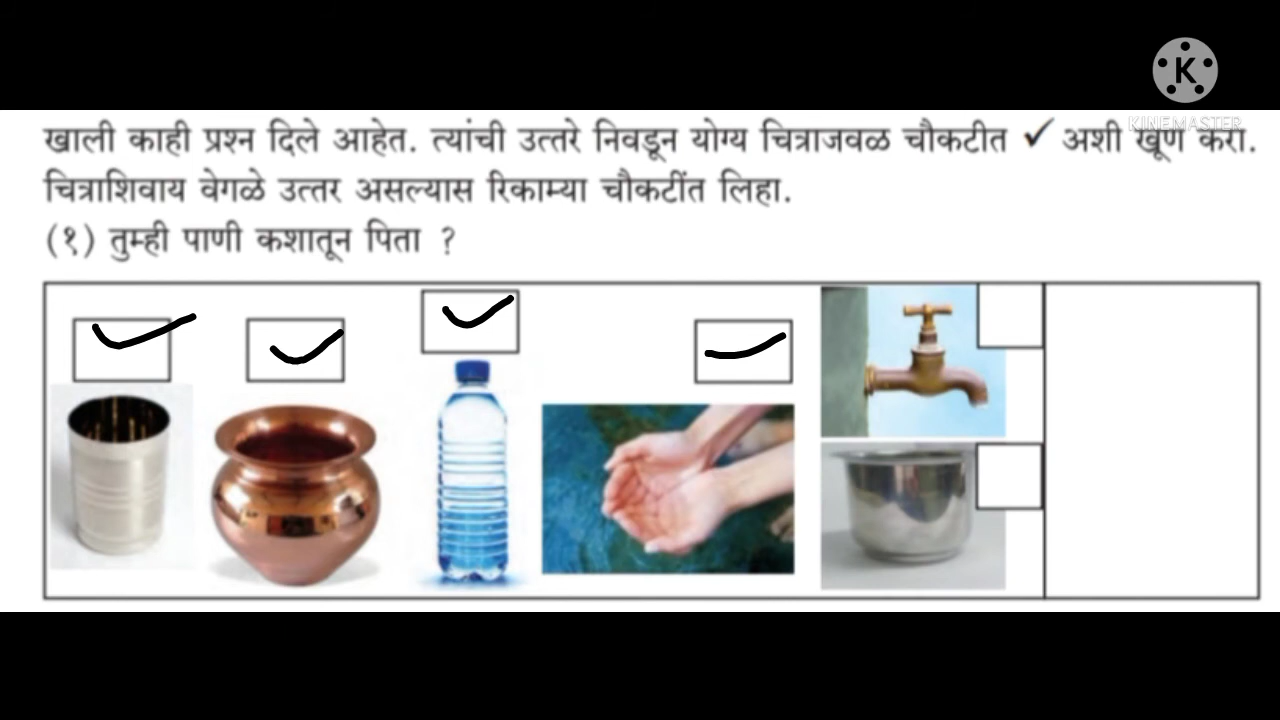 K
KINEMASTER
खाली काही प्रश्न दिले आहेत. त्यांची उत्तरे निवडून योग्य चित्राजवळ चौकटीत ✓ अशी खूण करा.
चित्राशिवाय वेगळे उत्तर असल्यास रिकाम्या चौकटींत लिहा.
(१) तुम्ही पाणी कशातून पिता ?